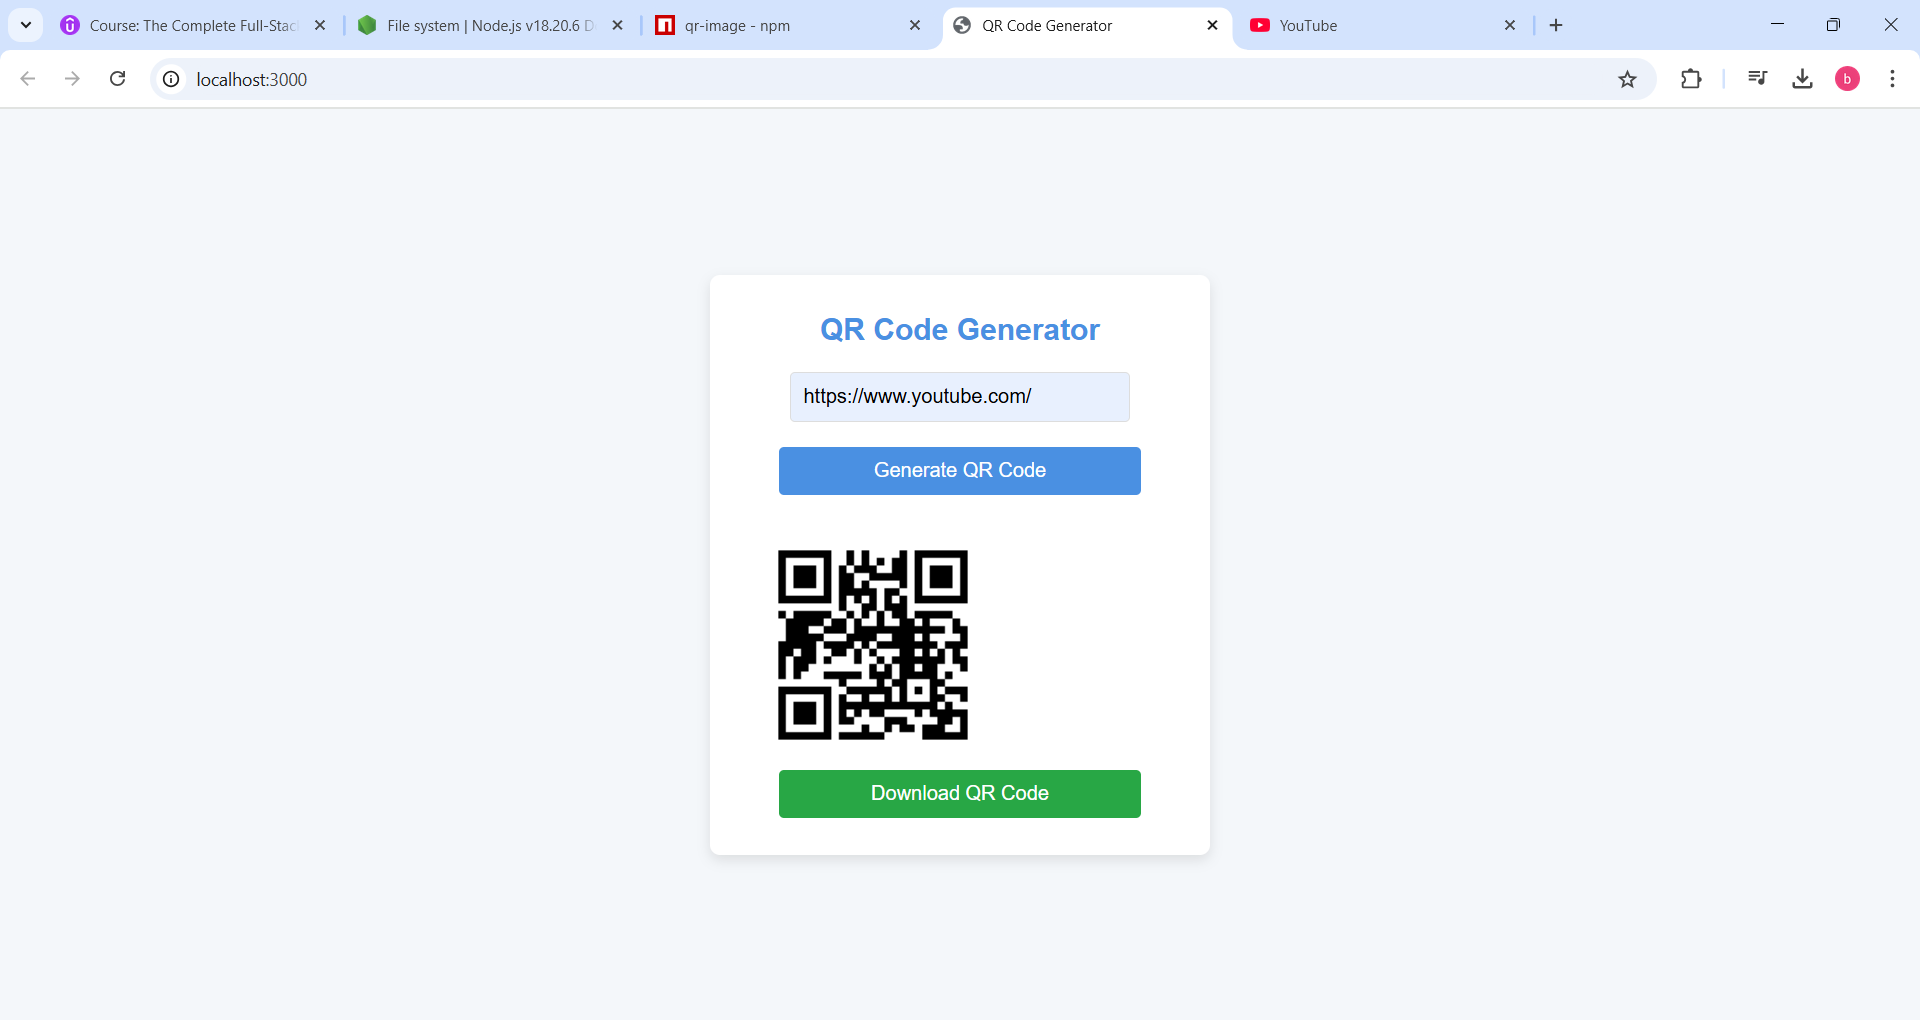 Course: The Complete Full-Stac
File system | Node.js v18.20.6 D
qr-image - npm
QR Code Generator
YouTube
localhost:3000
b
QR Code Generator
https://www.youtube.com/
Generate QR Code
Download QR Code